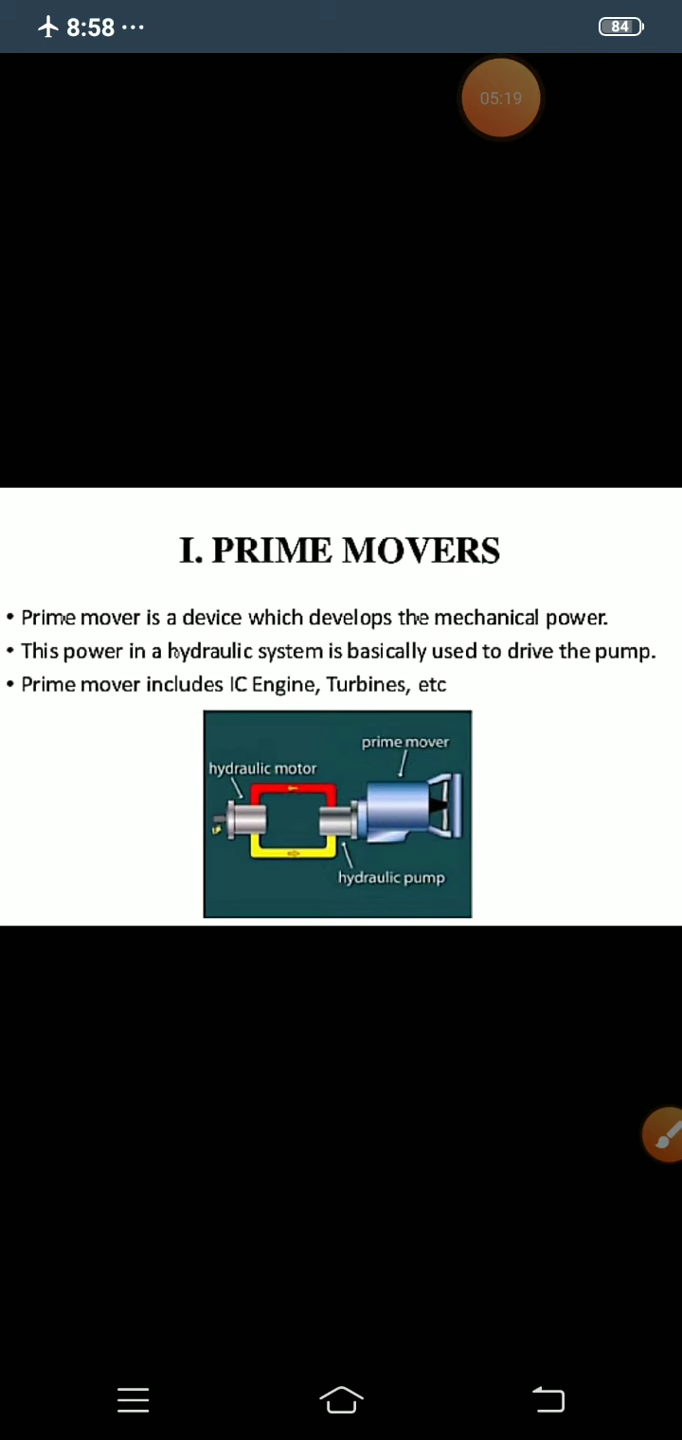 8:58 ...
84
05:19
I. PRIME MOVERS
• Prime mover is a device which develops the mechanical power.
• This power in a hydraulic system is basically used to drive the pump.
• Prime mover includes IC Engine, Turbines, etc
prime mover
hydraulic motor
hydraulic pump